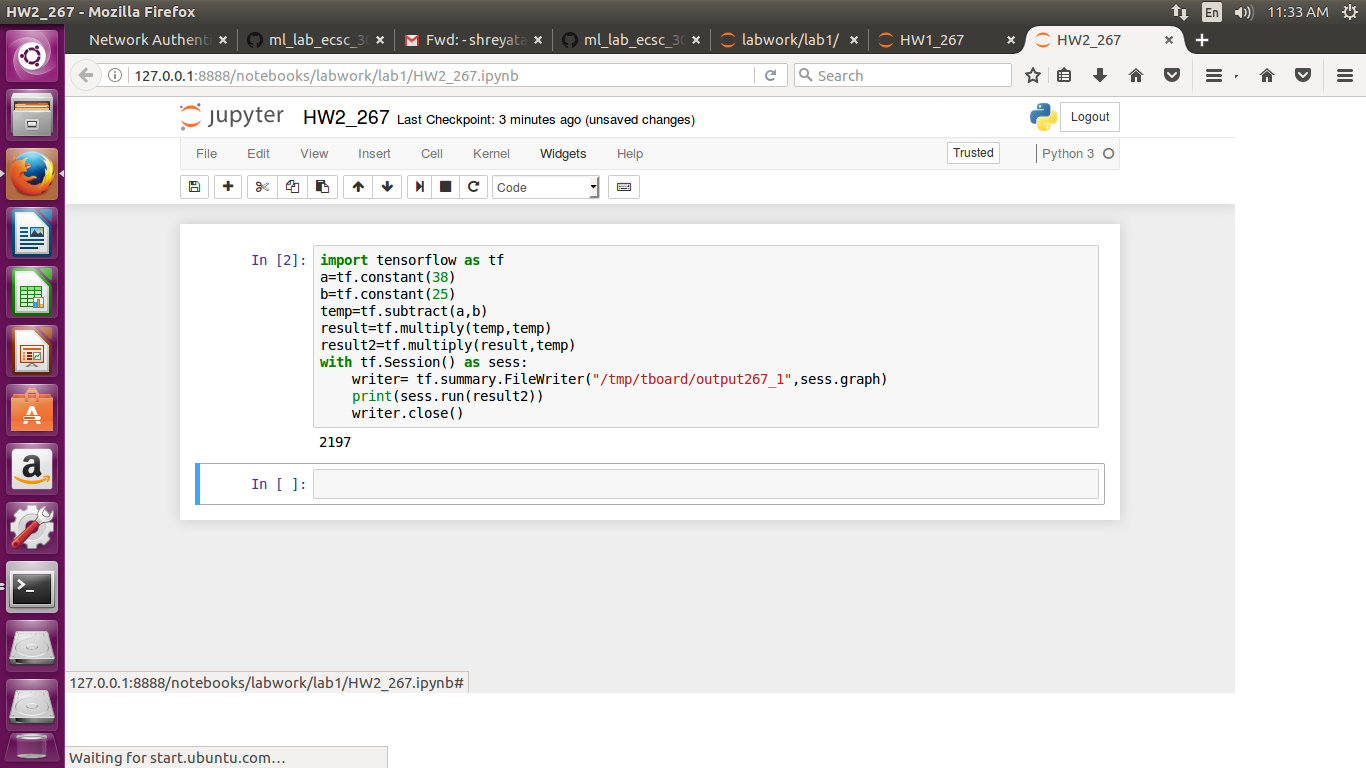 HW2_267 - Mozilla Firefox
En
11:33 AM
Network Authent
ml_lab_ecsc_30
Fwd: - shreyata
ml_lab_ecsc_30
labwork/lab1/
HW1_267
HW2_267
127.0.0.1:8888/notebooks/labwork/lab1/HW2_267.ipynb
Search
jupyter
HW2_267
Last Checkpoint: 3 minutes ago (unsaved changes)
Logout
File Edit View Insert Cell Kernel Widgets Help
Trusted
Python 3
Code
In [2]:
import tensorflow as tf
a=tf.constant(38)
b=tf.constant(25)
temp=tf.subtract(a,b)
result=tf.multiply(temp,temp)
result2=tf.multiply(result,temp)
with tf.Session() as sess:
    writer= tf.summary.FileWriter("/tmp/tboard/output267_1",sess.graph)
    print(sess.run(result2))
    writer.close()
2197
In [ ]:
127.0.0.1:8888/notebooks/labwork/lab1/HW2_267.ipynb#
Waiting for start.ubuntu.com…